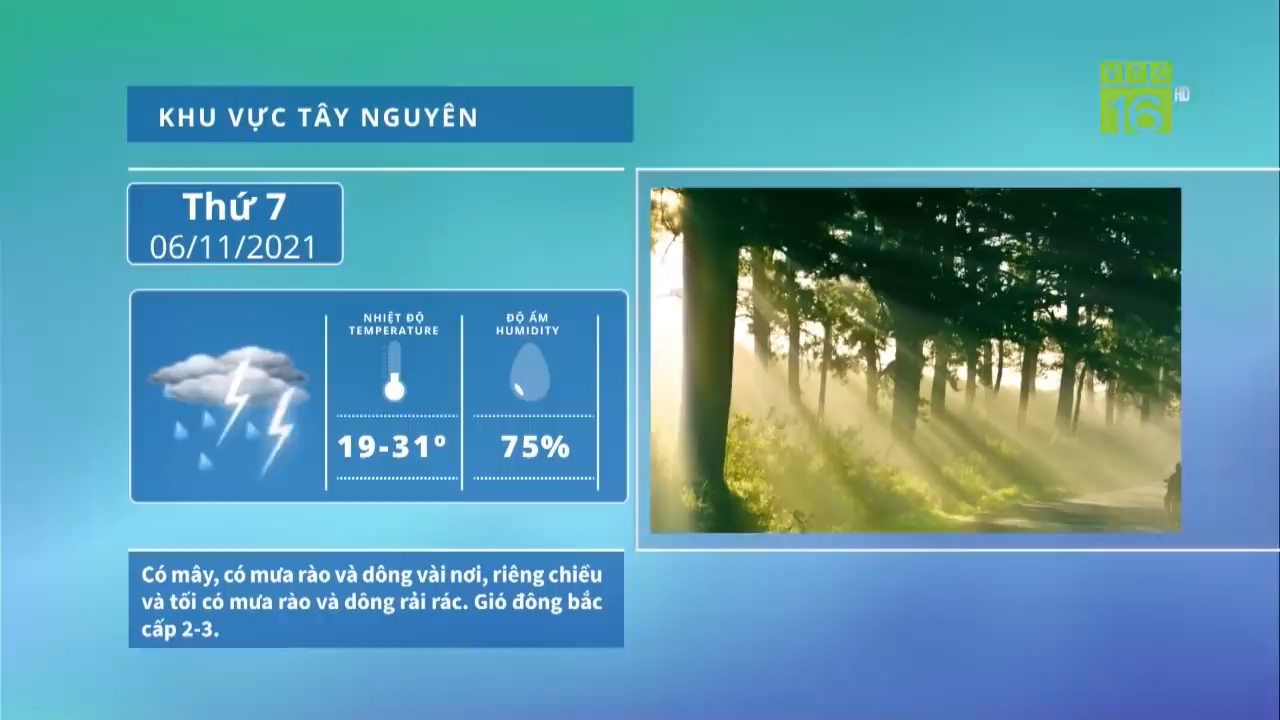 VTC
16
HD
KHU VỰC TÂY NGUYÊN
Thứ 7
06/11/2021
NHIỆT ĐỘ
TEMPERATURE
19-31º
ĐỘ ẨM
HUMIDITY
75%
Có mây, có mưa rào và dông vài nơi, riêng chiều
và tối có mưa rào và dông rải rác. Gió đông bắc
cấp 2-3.